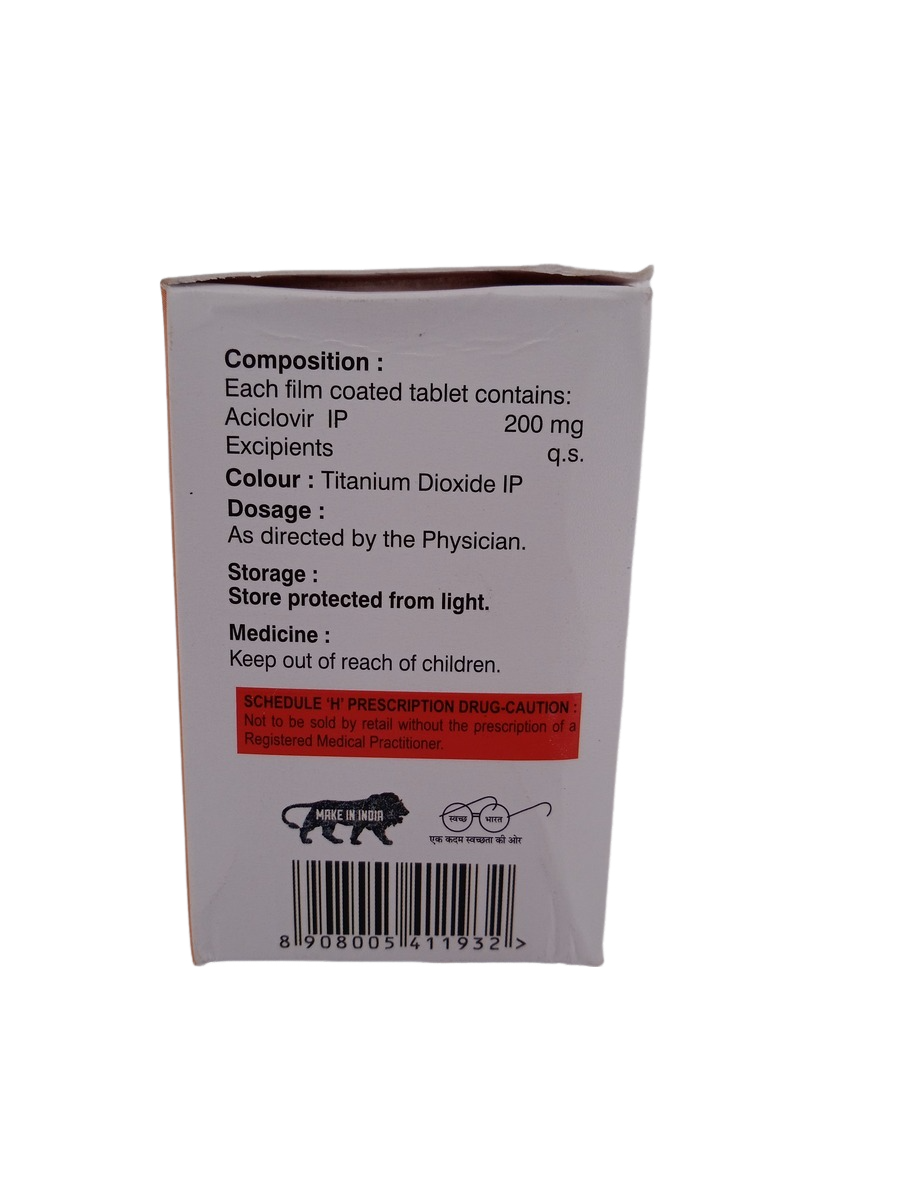 Composition :
Each film coated tablet contains:
Aciclovir IP 200 mg
Excipients q.s.
Colour : Titanium Dioxide IP
Dosage :
As directed by the Physician.
Storage :
Store protected from light.
Medicine :
Keep out of reach of children.
SCHEDULE 'H' PRESCRIPTION DRUG-CAUTION :
Not to be sold by retail without the prescription of a
Registered Medical Practitioner.
MAKE IN INDIA
स्वच्छ भारत
एक कदम स्वच्छता की ओर
8 908005 411932 >